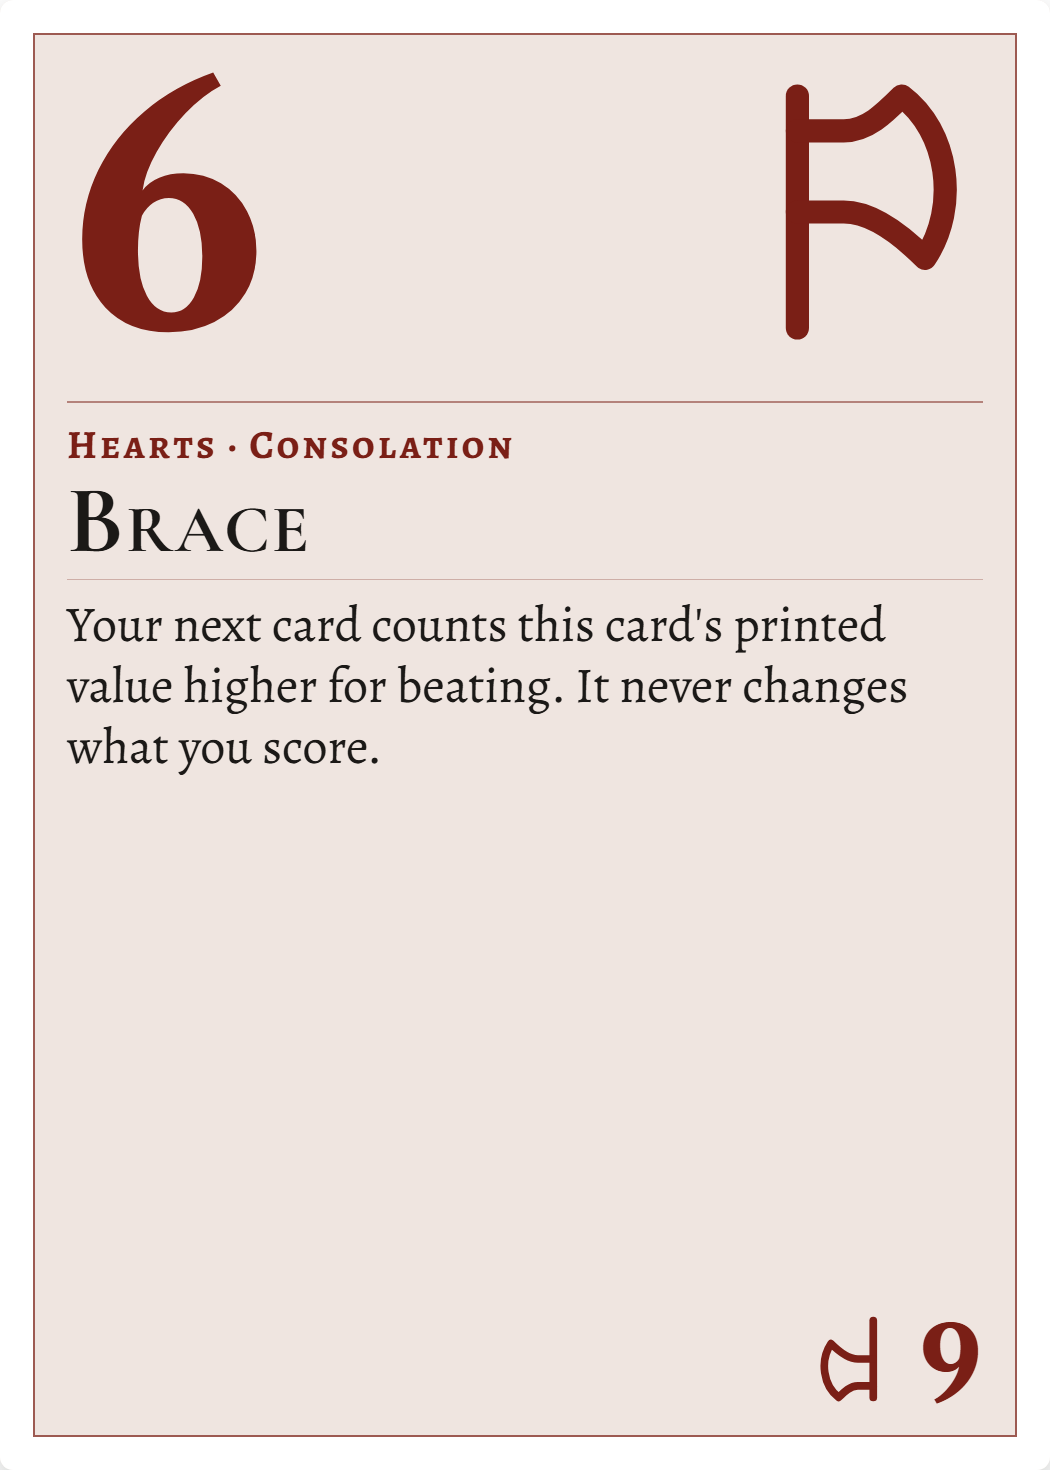 6
Hearts · Consolation
Brace
Your next card counts this card's printed
value higher for beating. It never changes
what you score.
6